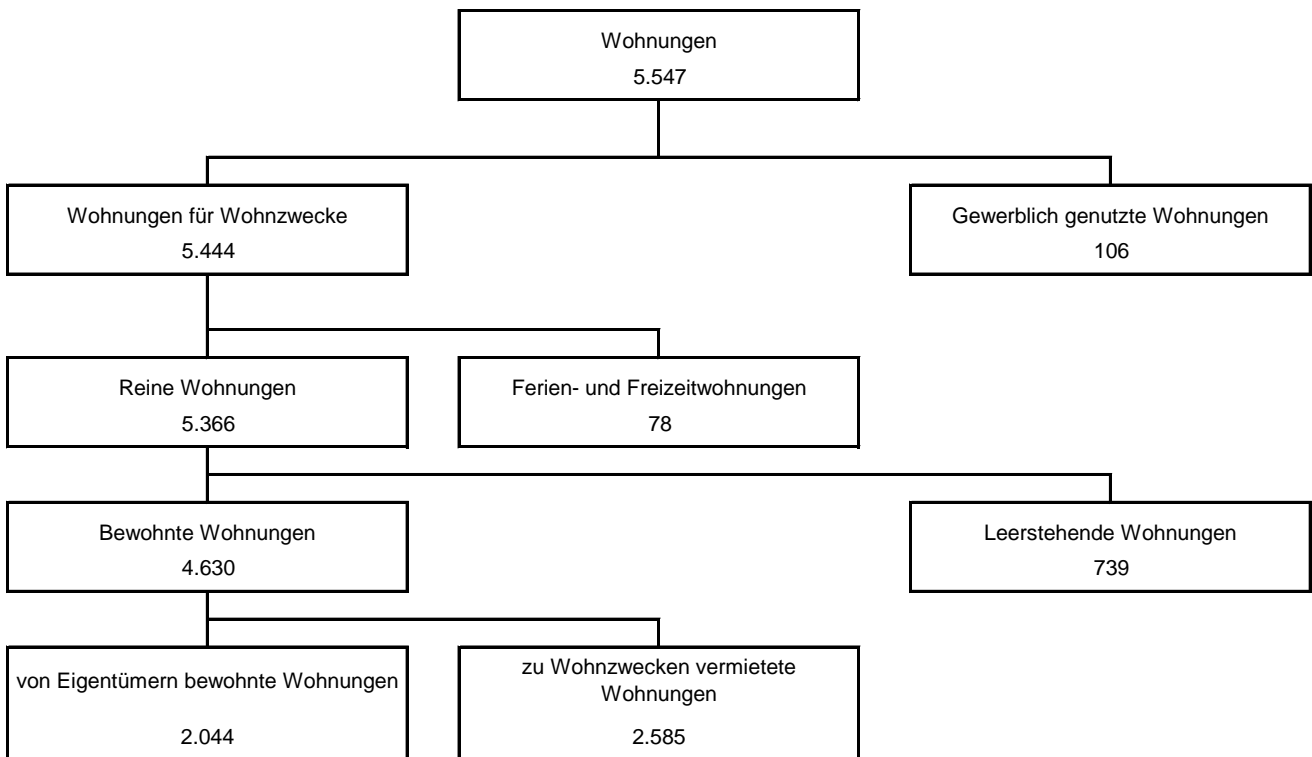 Wohnungen
5.547
Wohnungen für Wohnzwecke
5.444
Gewerblich genutzte Wohnungen
106
Reine Wohnungen
5.366
Ferien- und Freizeitwohnungen
78
Bewohnte Wohnungen
4.630
Leerstehende Wohnungen
739
von Eigentümern bewohnte Wohnungen
2.044
zu Wohnzwecken vermietete
Wohnungen
2.585